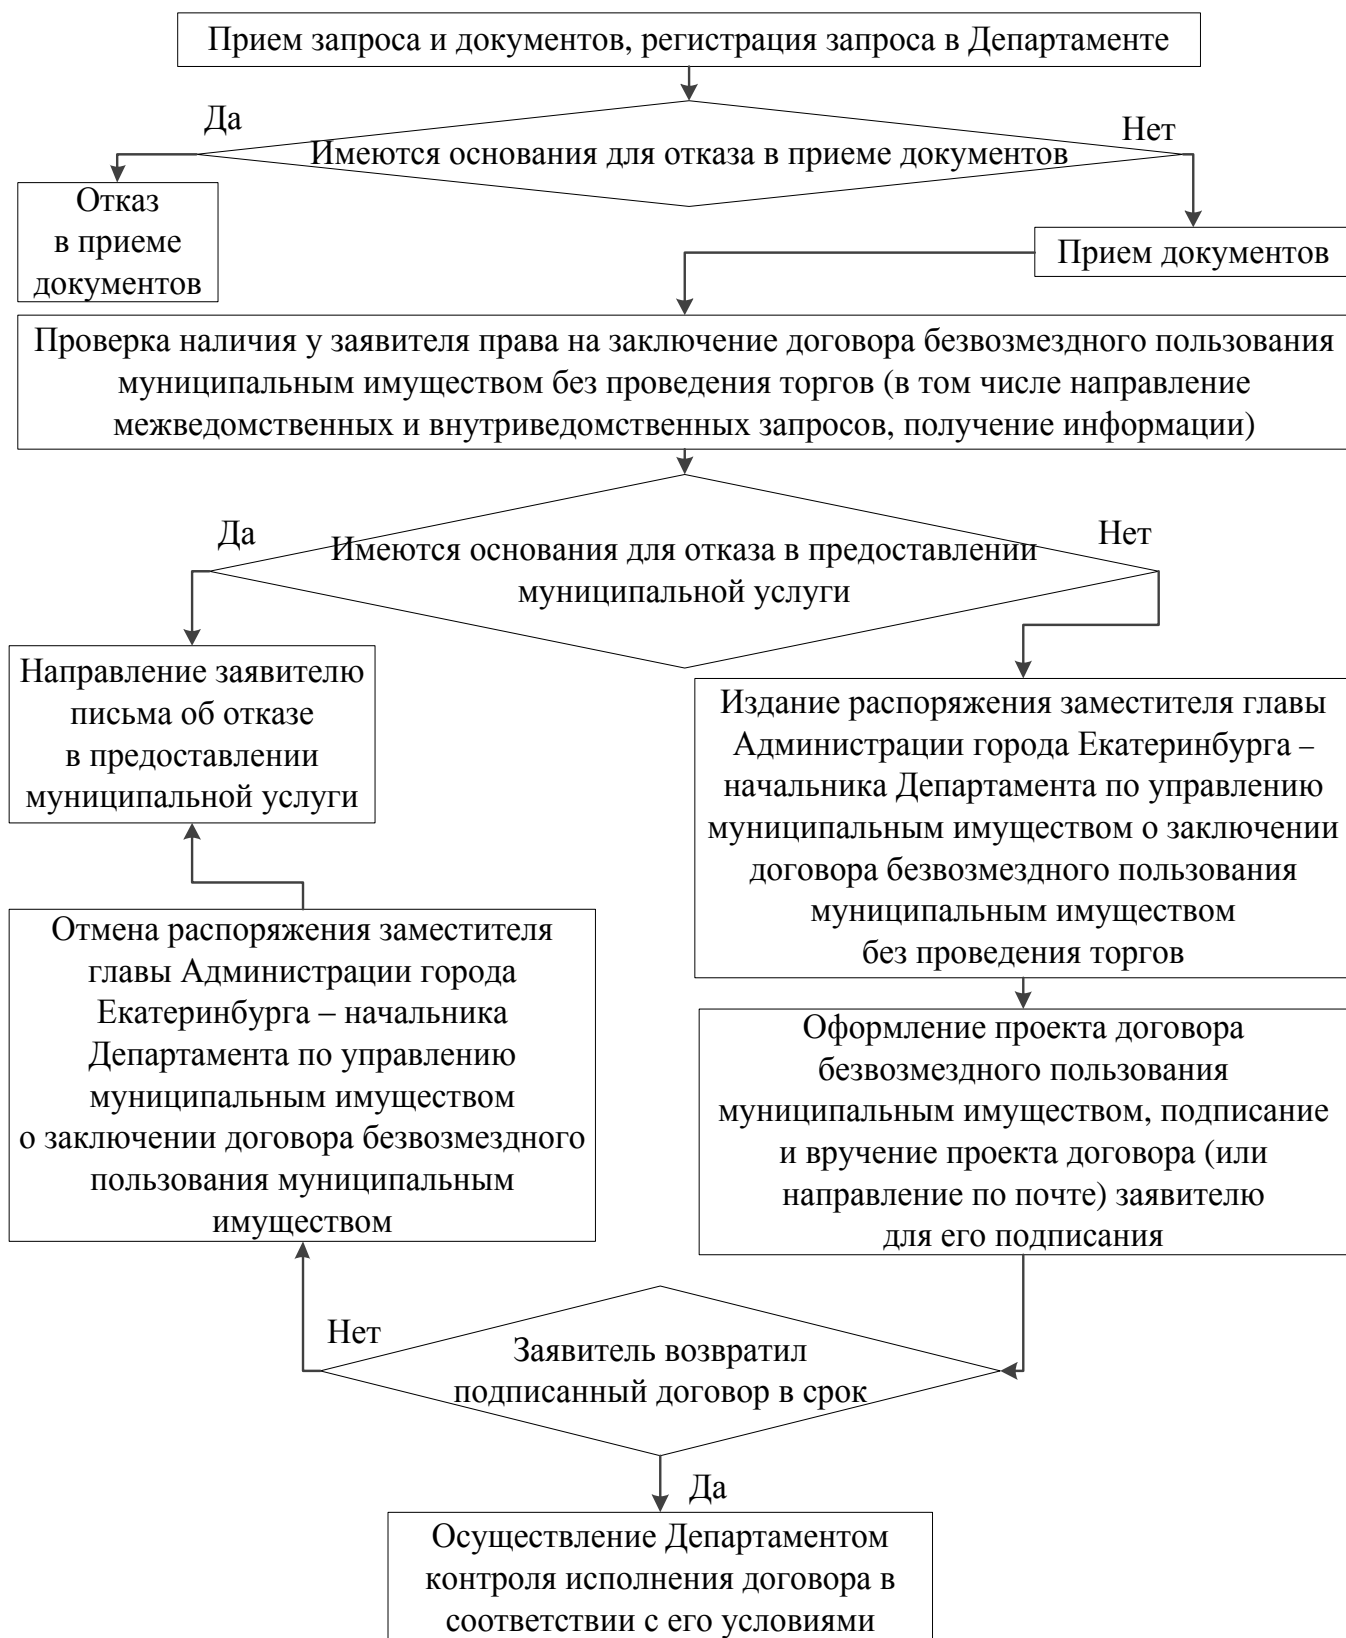 Прием запроса и документов, регистрация запроса в Департаменте
Да
Нет
Имеются основания для отказа в приеме документов
Отказ
в приеме
документов
Прием документов
Проверка наличия у заявителя права на заключение договора безвозмездного пользования
муниципальным имуществом без проведения торгов (в том числе направление
межведомственных и внутриведомственных запросов, получение информации)
Да
Нет
Имеются основания для отказа в предоставлении
муниципальной услуги
Направление заявителю
письма об отказе
в предоставлении
муниципальной услуги
Издание распоряжения заместителя главы
Администрации города Екатеринбурга –
начальника Департамента по управлению
муниципальным имуществом о заключении
договора безвозмездного пользования
муниципальным имуществом
без проведения торгов
Отмена распоряжения заместителя
главы Администрации города
Екатеринбурга – начальника
Департамента по управлению
муниципальным имуществом
о заключении договора безвозмездного
пользования муниципальным
имуществом
Оформление проекта договора
безвозмездного пользования
муниципальным имуществом, подписание
и вручение проекта договора (или
направление по почте) заявителю
для его подписания
Нет
Заявитель возвратил
подписанный договор в срок
Да
Осуществление Департаментом
контроля исполнения договора в
соответствии с его условиями